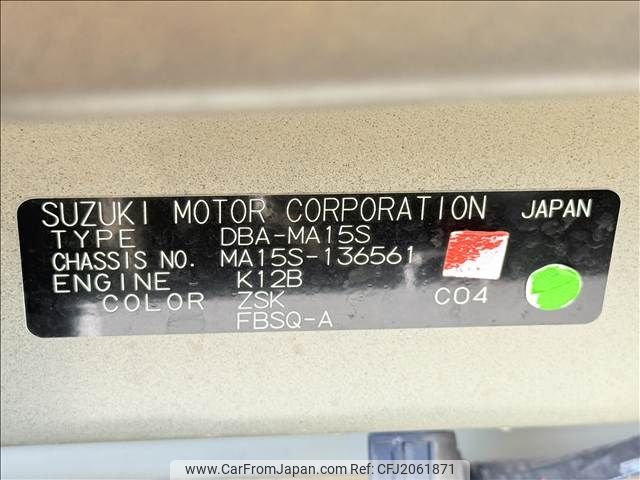 SUZUKI MOTOR CORPORATION JAPAN
TYPE DBA-MA15S
CHASSIS NO. MA15S-136561
ENGINE K12B
COLOR ZSK C04
FBSQ-A
www.CarFromJapan.com Ref: CFJ2061871